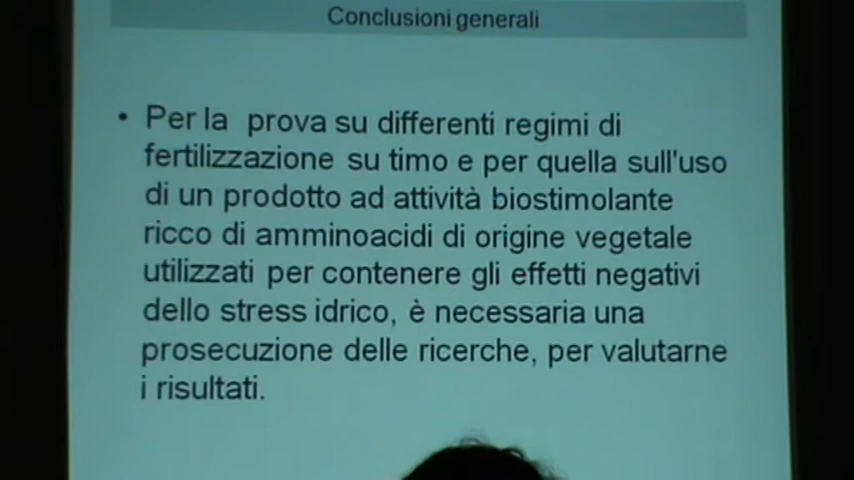 Conclusioni generali
• Per la prova su differenti regimi di
fertilizzazione su timo e per quella sull'uso
di un prodotto ad attività biostimolante
ricco di amminoacidi di origine vegetale
utilizzati per contenere gli effetti negativi
dello stress idrico, è necessaria una
prosecuzione delle ricerche, per valutarne
i risultati.